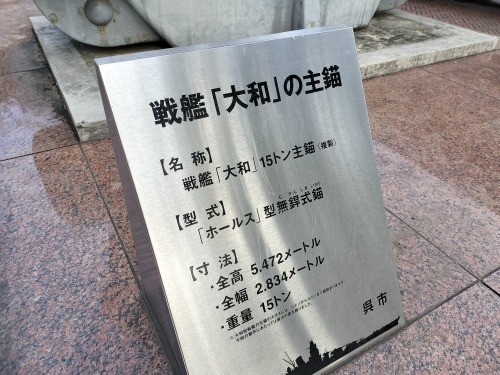 戦艦「大和」の主錨
【名 称】
戦艦「大和」15トン主錨（複製）
【型 式】
「ホールス」型無銲式錨
【寸 法】
・全高 5.472メートル
・全幅 2.834メートル
・重量 15トン
呉 市